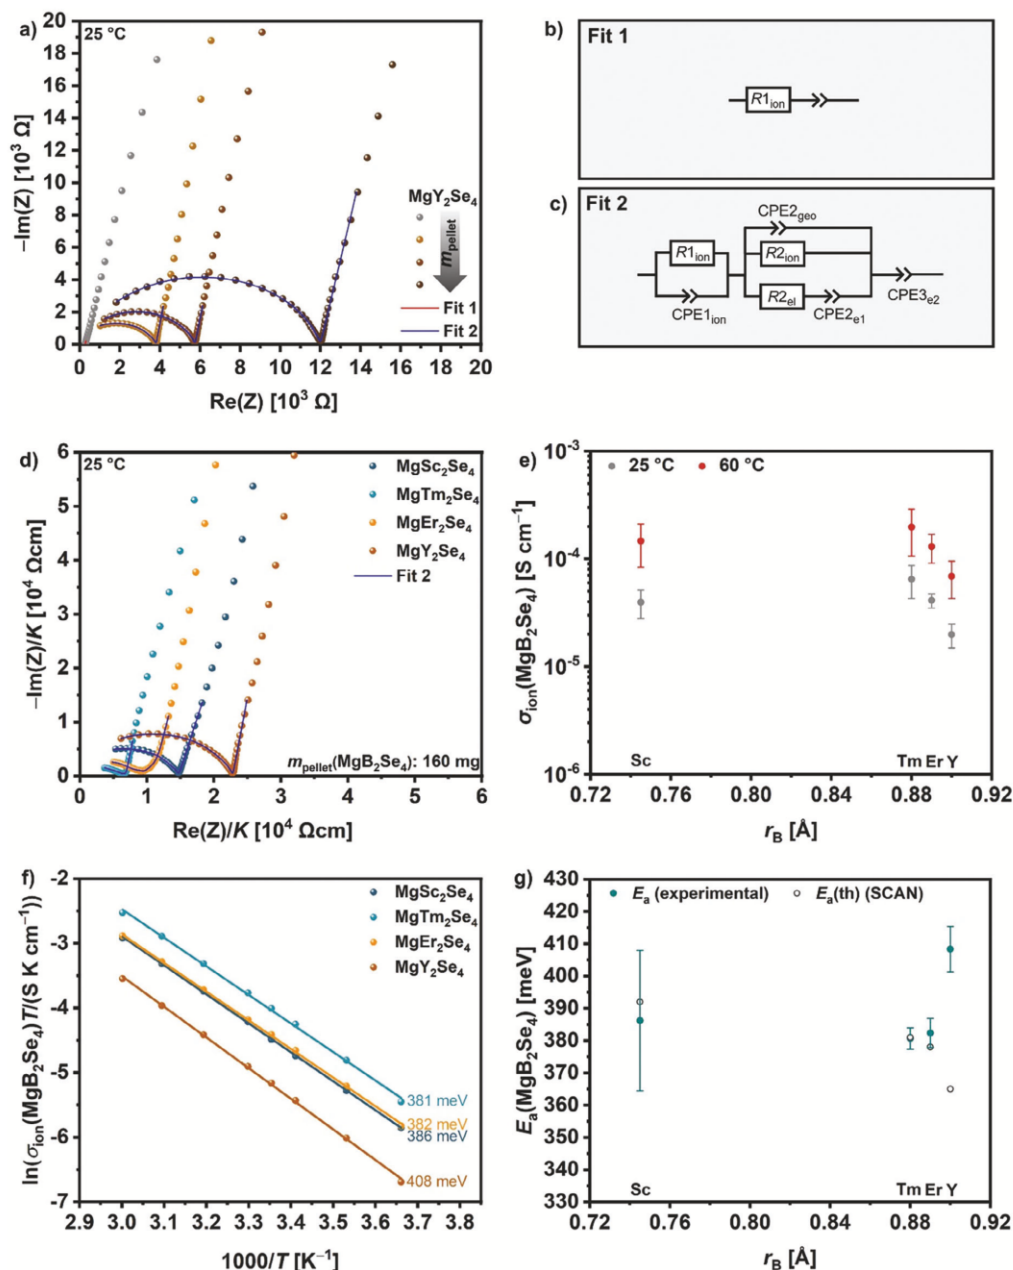 a)
25 °C
20
18
16
14
12
10
8
6
4
2
0
−Im(Z) [10³ Ω]
MgY₂Se₄
m_pellet
Fit 1
Fit 2
0 2 4 6 8 10 12 14 16 18 20
Re(Z) [10³ Ω]
b)
Fit 1
R1_ion
c)
Fit 2
CPE2_geo
R1_ion
R2_ion
R2_el
CPE1_ion
CPE2_e1
CPE3_e2
d)
25 °C
6
5
4
3
2
1
0
−Im(Z)/K [10⁴ Ωcm]
MgSc₂Se₄
MgTm₂Se₄
MgEr₂Se₄
MgY₂Se₄
Fit 2
m_pellet(MgB₂Se₄): 160 mg
0 1 2 3 4 5 6
Re(Z)/K [10⁴ Ωcm]
e)
25 °C 60 °C
10⁻³
10⁻⁴
10⁻⁵
10⁻⁶
σ_ion(MgB₂Se₄) [S cm⁻¹]
Sc Tm Er Y
0.72 0.76 0.80 0.84 0.88 0.92
r_B [Å]
f)
-2
-3
-4
-5
-6
-7
ln(σ_ion(MgB₂Se₄)T/(S K cm⁻¹))
MgSc₂Se₄
MgTm₂Se₄
MgEr₂Se₄
MgY₂Se₄
381 meV
382 meV
386 meV
408 meV
2.9 3.0 3.1 3.2 3.3 3.4 3.5 3.6 3.7 3.8
1000/T [K⁻¹]
g)
E_a (experimental) E_a(th) (SCAN)
430
420
410
400
390
380
370
360
350
340
330
E_a(MgB₂Se₄) [meV]
Sc Tm Er Y
0.72 0.76 0.80 0.84 0.88 0.92
r_B [Å]